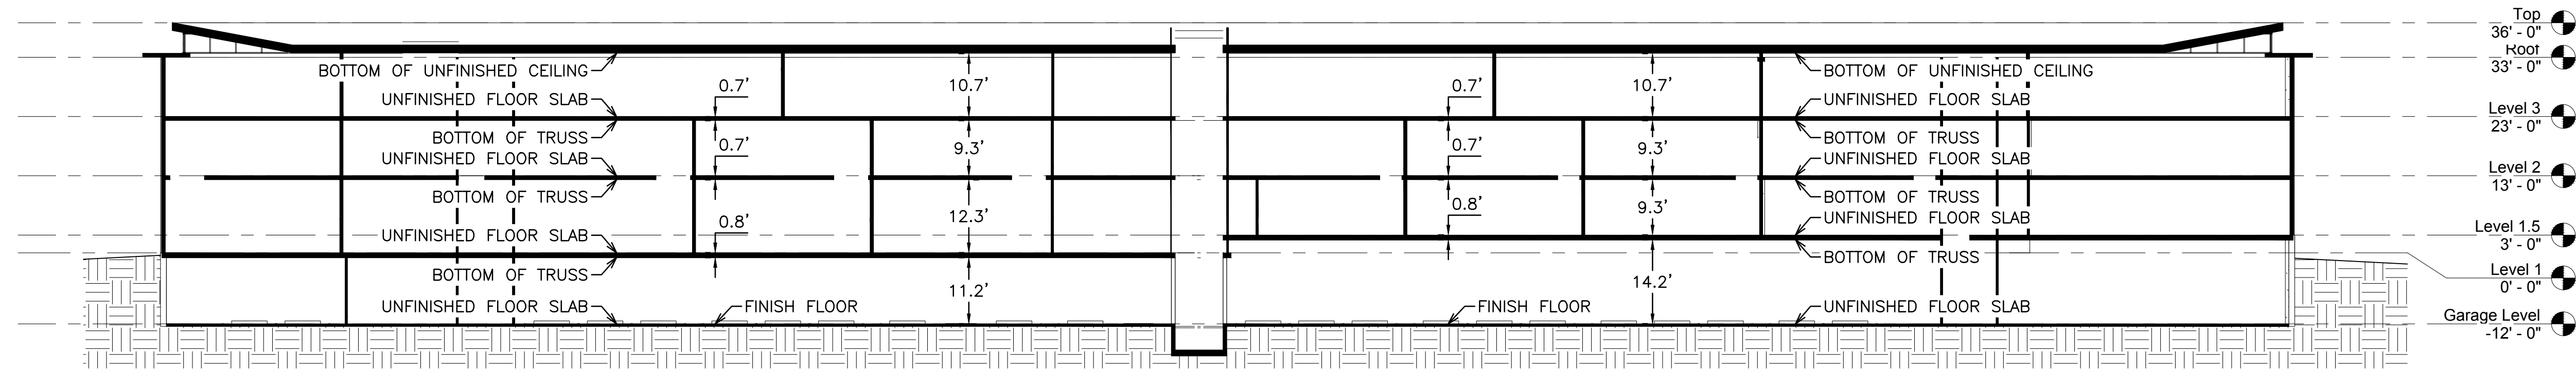 Top
36' - 0"
Roof
33' - 0"
BOTTOM OF UNFINISHED CEILING
0.7'
10.7'
0.7'
10.7'
BOTTOM OF UNFINISHED CEILING
UNFINISHED FLOOR SLAB
UNFINISHED FLOOR SLAB
Level 3
23' - 0"
BOTTOM OF TRUSS
0.7'
9.3'
0.7'
9.3'
BOTTOM OF TRUSS
UNFINISHED FLOOR SLAB
UNFINISHED FLOOR SLAB
Level 2
13' - 0"
BOTTOM OF TRUSS
0.8'
12.3'
0.8'
9.3'
BOTTOM OF TRUSS
UNFINISHED FLOOR SLAB
UNFINISHED FLOOR SLAB
Level 1.5
3' - 0"
BOTTOM OF TRUSS
11.2'
14.2'
BOTTOM OF TRUSS
Level 1
0' - 0"
UNFINISHED FLOOR SLAB
FINISH FLOOR
FINISH FLOOR
UNFINISHED FLOOR SLAB
Garage Level
-12' - 0"